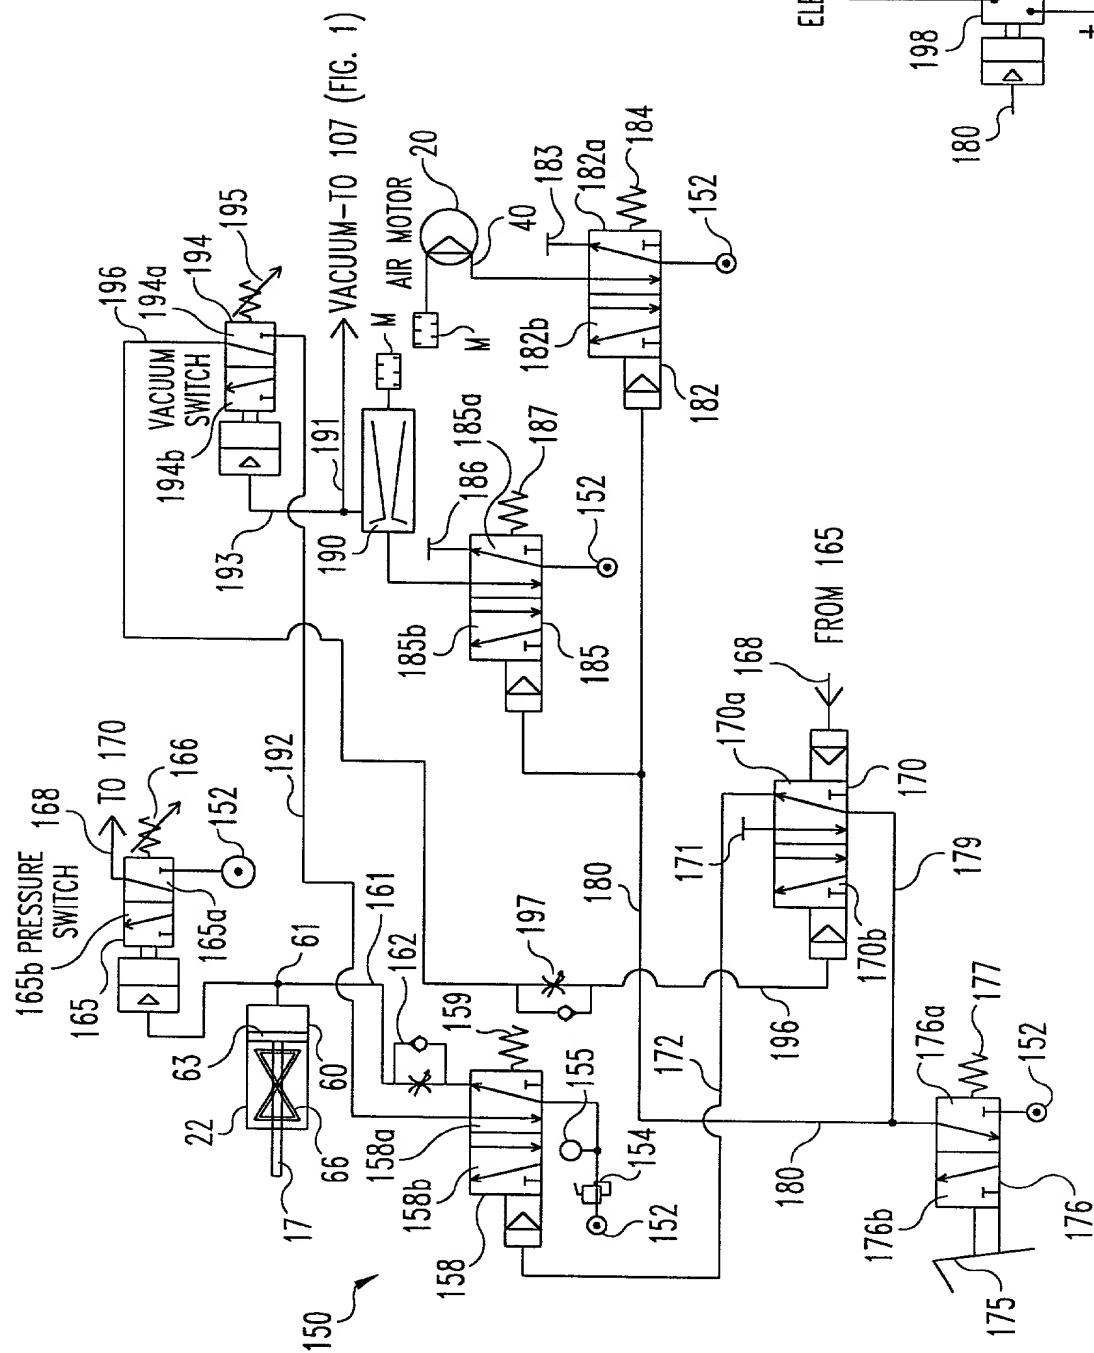 ELE
198
180
VACUUM-TO 107 (FIG. 1)
196
194a
194
195
VACUUM
SWITCH
194b
193
191
190
M
AIR MOTOR
20
M
40
183
182a
184
152
182b
182
185a
186
187
152
185b
185
168
TO 170
166
152
165b
PRESSURE
SWITCH
165a
165
192
61
161
162
63
60
22
66
17
159
158a
158b
158
155
154
152
150
197
180
196
172
171
170a
168
FROM 165
170
170b
179
180
176a
177
152
176b
176
175